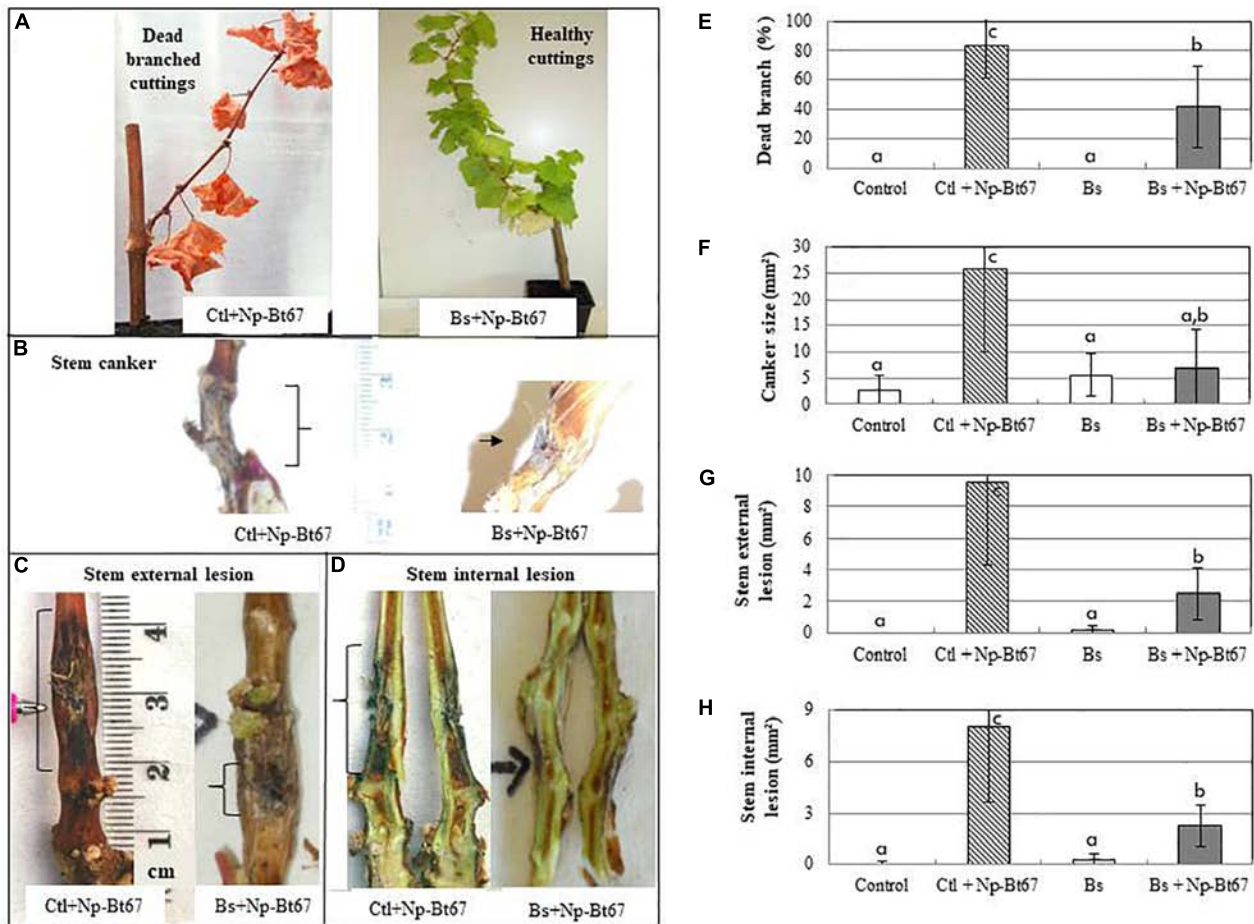 A
Dead
branched
cuttings
Healthy
cuttings
Ctl+Np-Bt67
Bs+Np-Bt67
B
Stem canker
Ctl+Np-Bt67
Bs+Np-Bt67
C
Stem external lesion
4
3
2
1
cm
Ctl+Np-Bt67
Bs+Np-Bt67
D
Stem internal lesion
Ctl+Np-Bt67
Bs+Np-Bt67
E
Dead branch (%)
100
80
60
40
20
0
a
c
a
b
Control
Ctl + Np-Bt67
Bs
Bs + Np-Bt67
F
Canker size (mm²)
30
25
20
15
10
5
0
a
c
a
a,b
Control
Ctl + Np-Bt67
Bs
Bs + Np-Bt67
G
Stem external
lesion (mm²)
10
8
6
4
2
0
a
c
a
b
Control
Ctl + Np-Bt67
Bs
Bs + Np-Bt67
H
Stem internal
lesion (mm²)
9
6
3
0
a
c
a
b
Control
Ctl + Np-Bt67
Bs
Bs + Np-Bt67